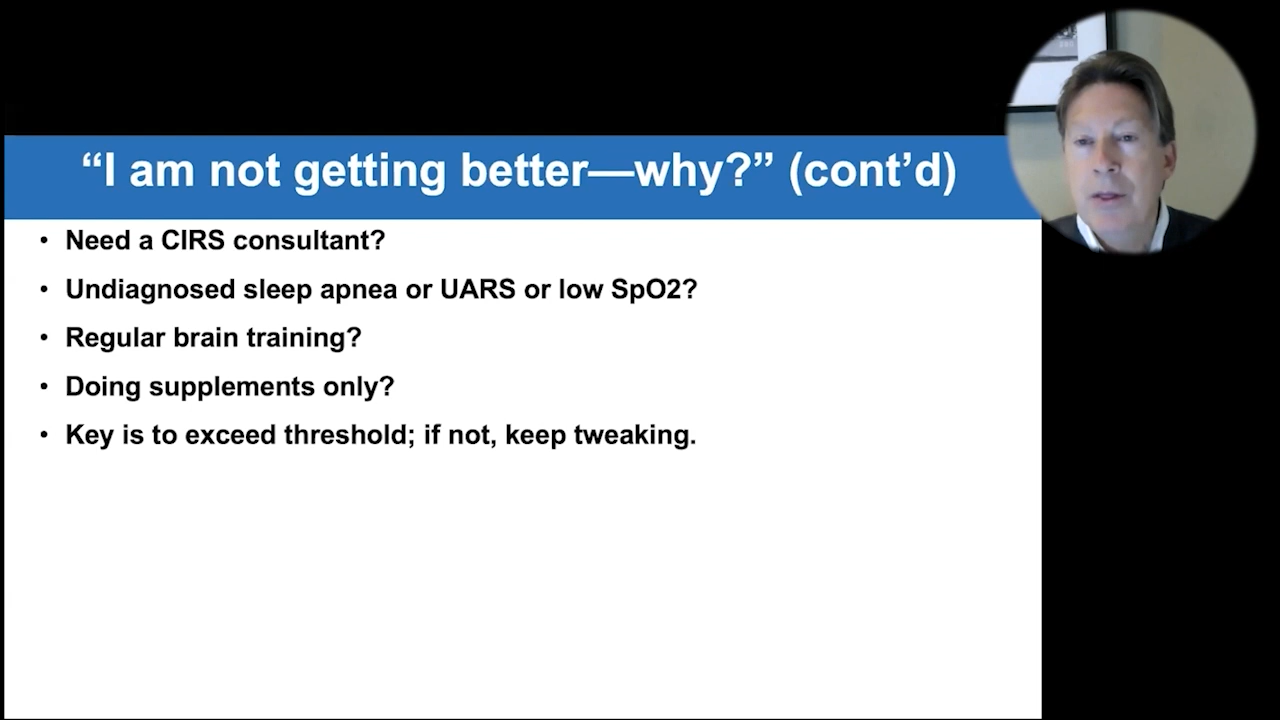 “I am not getting better—why?” (cont’d)
• Need a CIRS consultant?
• Undiagnosed sleep apnea or UARS or low SpO2?
• Regular brain training?
• Doing supplements only?
• Key is to exceed threshold; if not, keep tweaking.